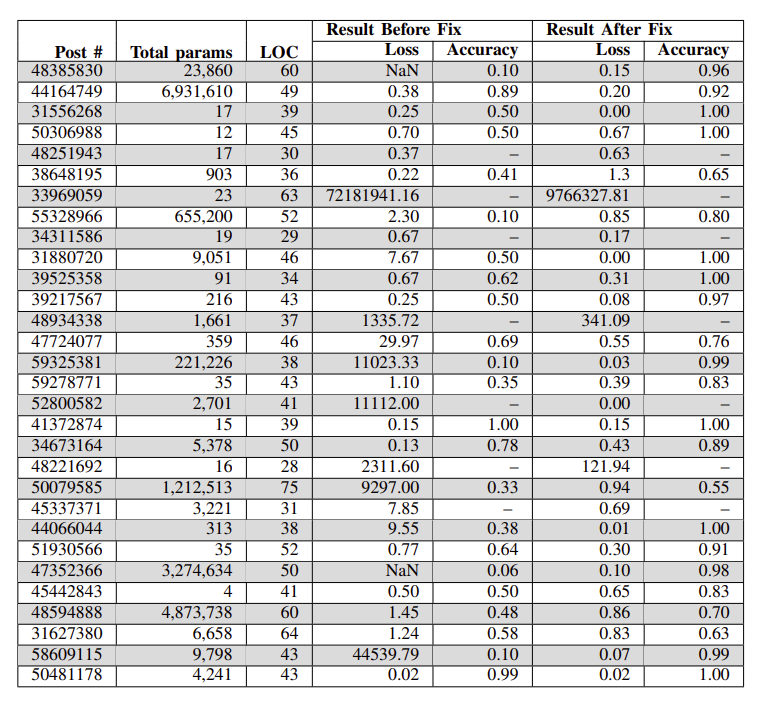 Result Before Fix Result After Fix
Post # Total params LOC Loss Accuracy Loss Accuracy
48385830 23,860 60 NaN 0.10 0.15 0.96
44164749 6,931,610 49 0.38 0.89 0.20 0.92
31556268 17 39 0.25 0.50 0.00 1.00
50306988 12 45 0.70 0.50 0.67 1.00
48251943 17 30 0.37 – 0.63 –
38648195 903 36 0.22 0.41 1.3 0.65
33969059 23 63 72181941.16 – 9766327.81 –
55328966 655,200 52 2.30 0.10 0.85 0.80
34311586 19 29 0.67 – 0.17 –
31880720 9,051 46 7.67 0.50 0.00 1.00
39525358 91 34 0.67 0.62 0.31 1.00
39217567 216 43 0.25 0.50 0.08 0.97
48934338 1,661 37 1335.72 – 341.09 –
47724077 359 46 29.97 0.69 0.55 0.76
59325381 221,226 38 11023.33 0.10 0.03 0.99
59278771 35 43 1.10 0.35 0.39 0.83
52800582 2,701 41 11112.00 – 0.00 –
41372874 15 39 0.15 1.00 0.15 1.00
34673164 5,378 50 0.13 0.78 0.43 0.89
48221692 16 28 2311.60 – 121.94 –
50079585 1,212,513 75 9297.00 0.33 0.94 0.55
45337371 3,221 31 7.85 – 0.69 –
44066044 313 38 9.55 0.38 0.01 1.00
51930566 35 52 0.77 0.64 0.30 0.91
47352366 3,274,634 50 NaN 0.06 0.10 0.98
45442843 4 41 0.50 0.50 0.65 0.83
48594888 4,873,738 60 1.45 0.48 0.86 0.70
31627380 6,658 64 1.24 0.58 0.83 0.63
58609115 9,798 43 44539.79 0.10 0.07 0.99
50481178 4,241 43 0.02 0.99 0.02 1.00